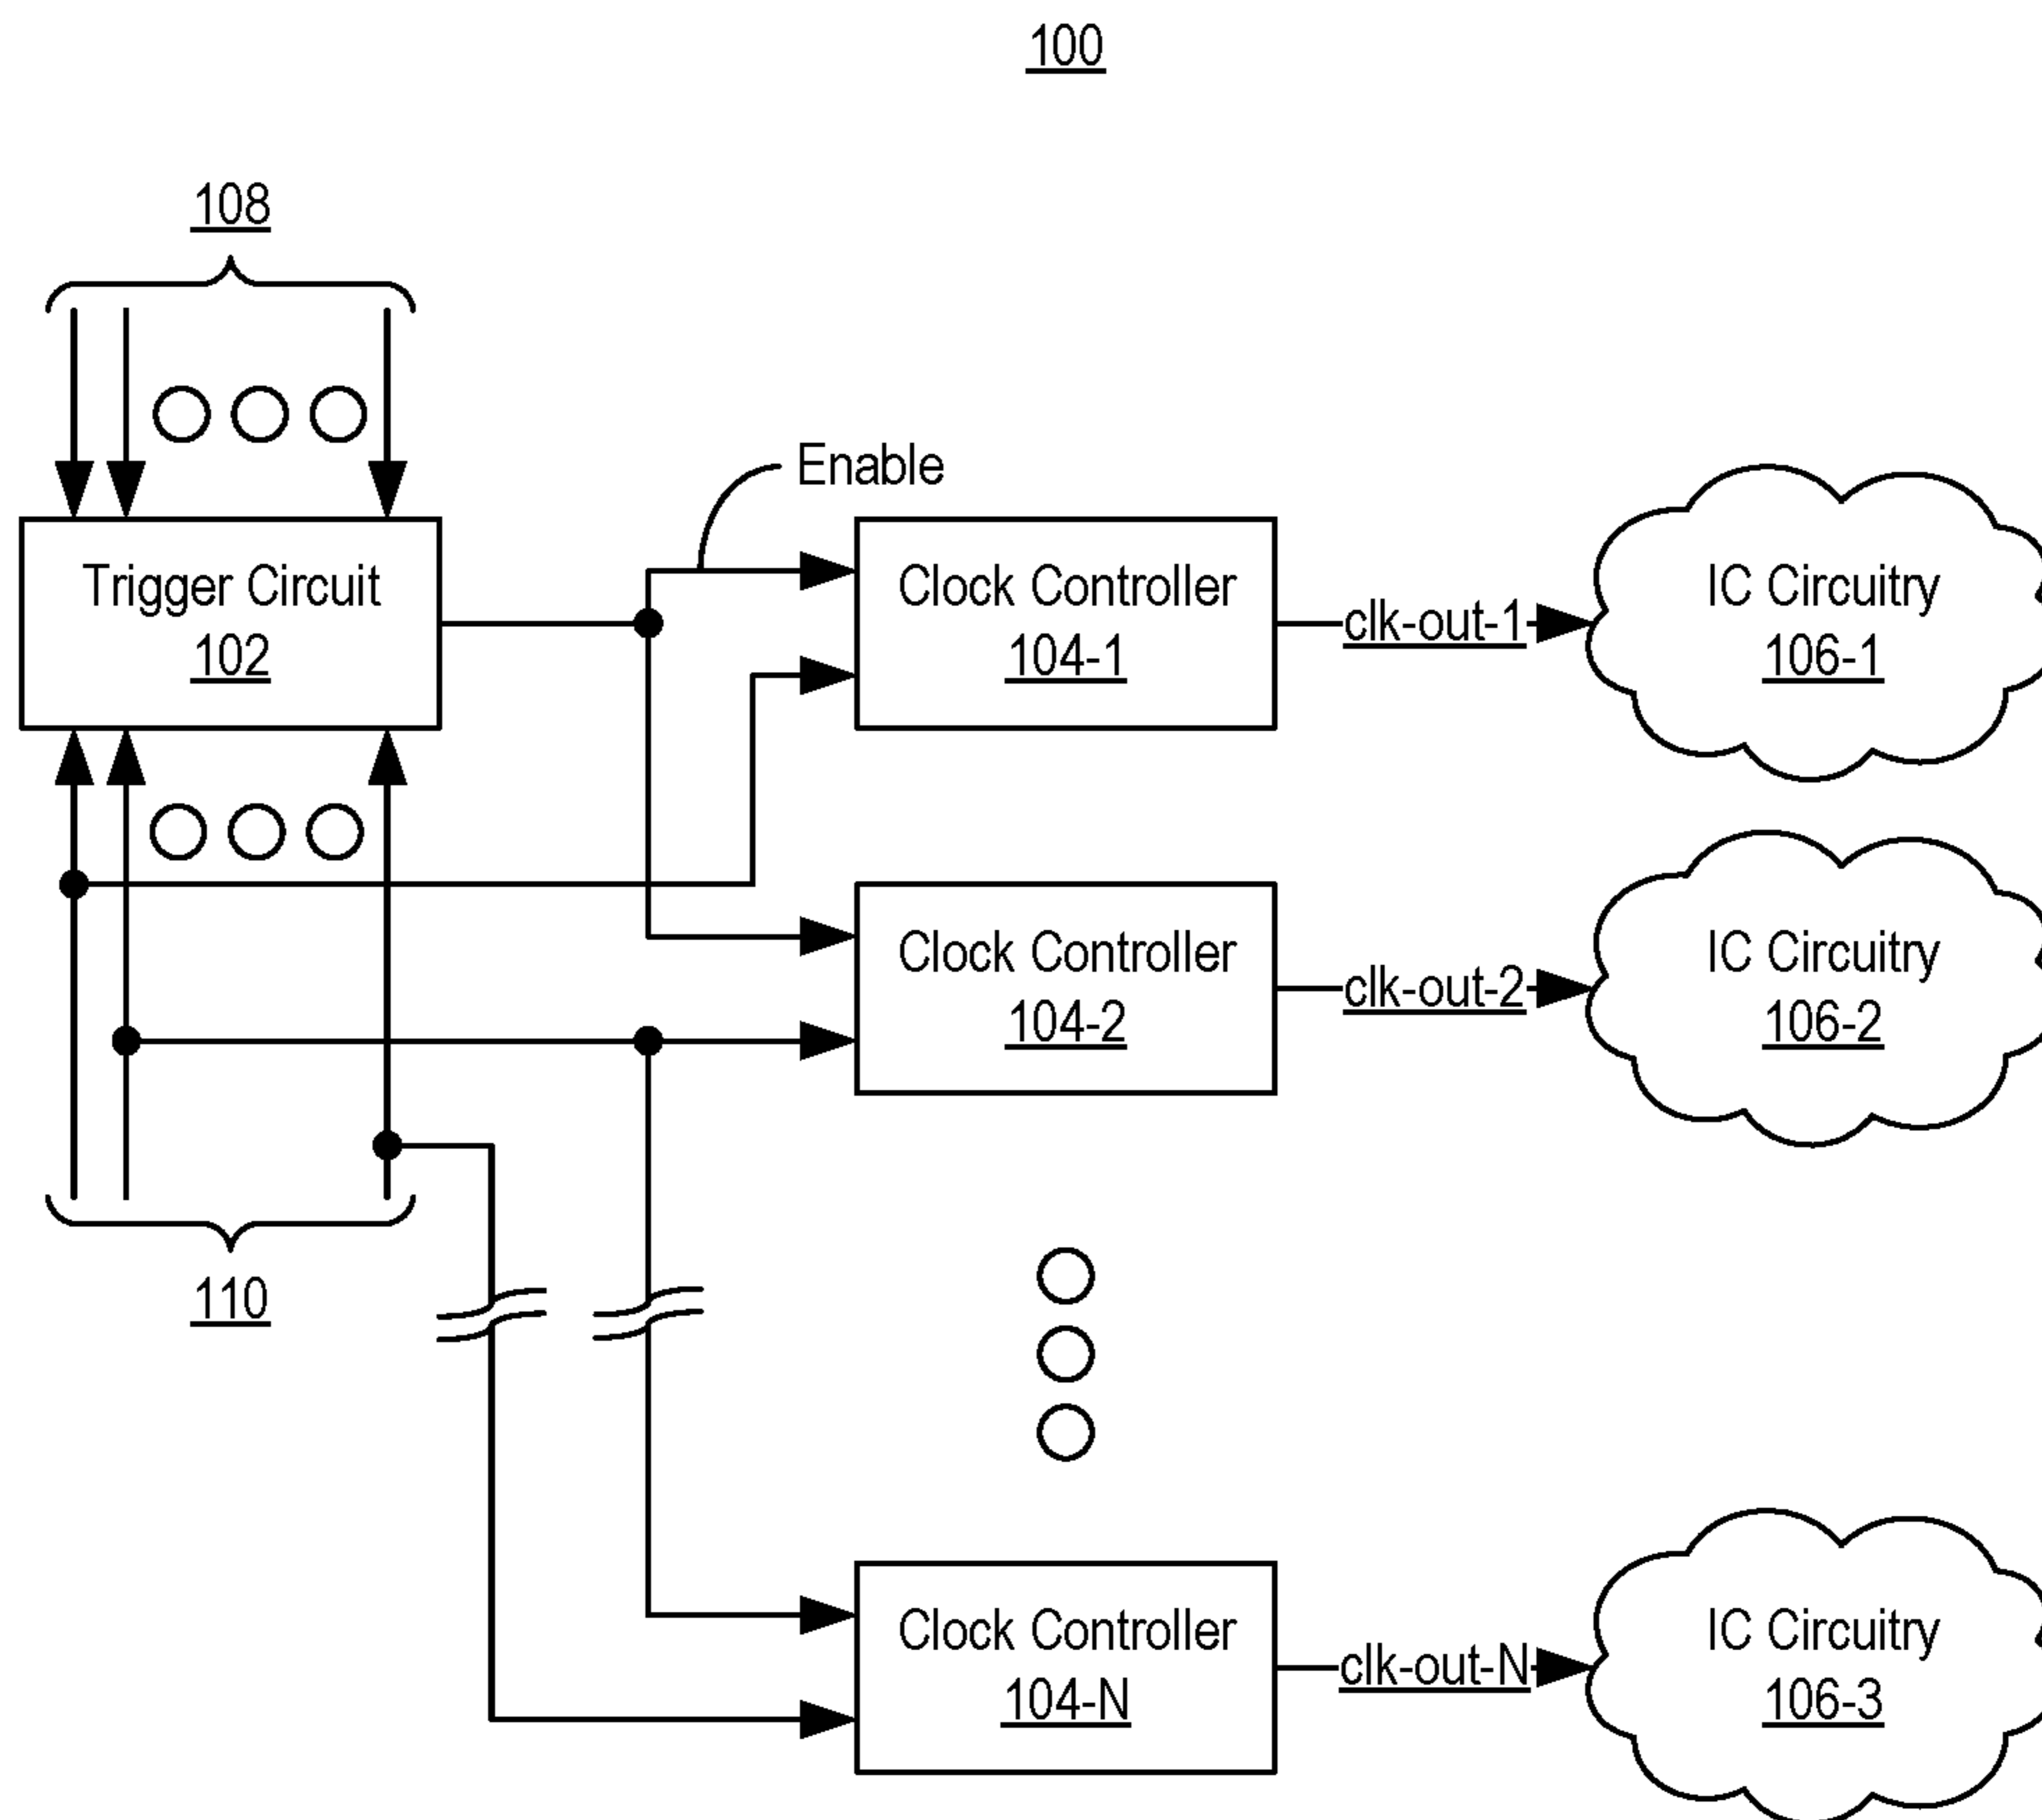 100
108
Enable
Trigger Circuit
102
Clock Controller
104-1
clk-out-1
IC Circuitry
106-1
Clock Controller
104-2
clk-out-2
IC Circuitry
106-2
110
Clock Controller
104-N
clk-out-N
IC Circuitry
106-3